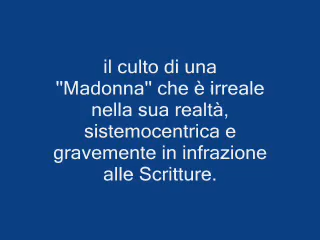 il culto di una
"Madonna" che è irreale
nella sua realtà,
sistemocentrica e
gravemente in infrazione
alle Scritture.